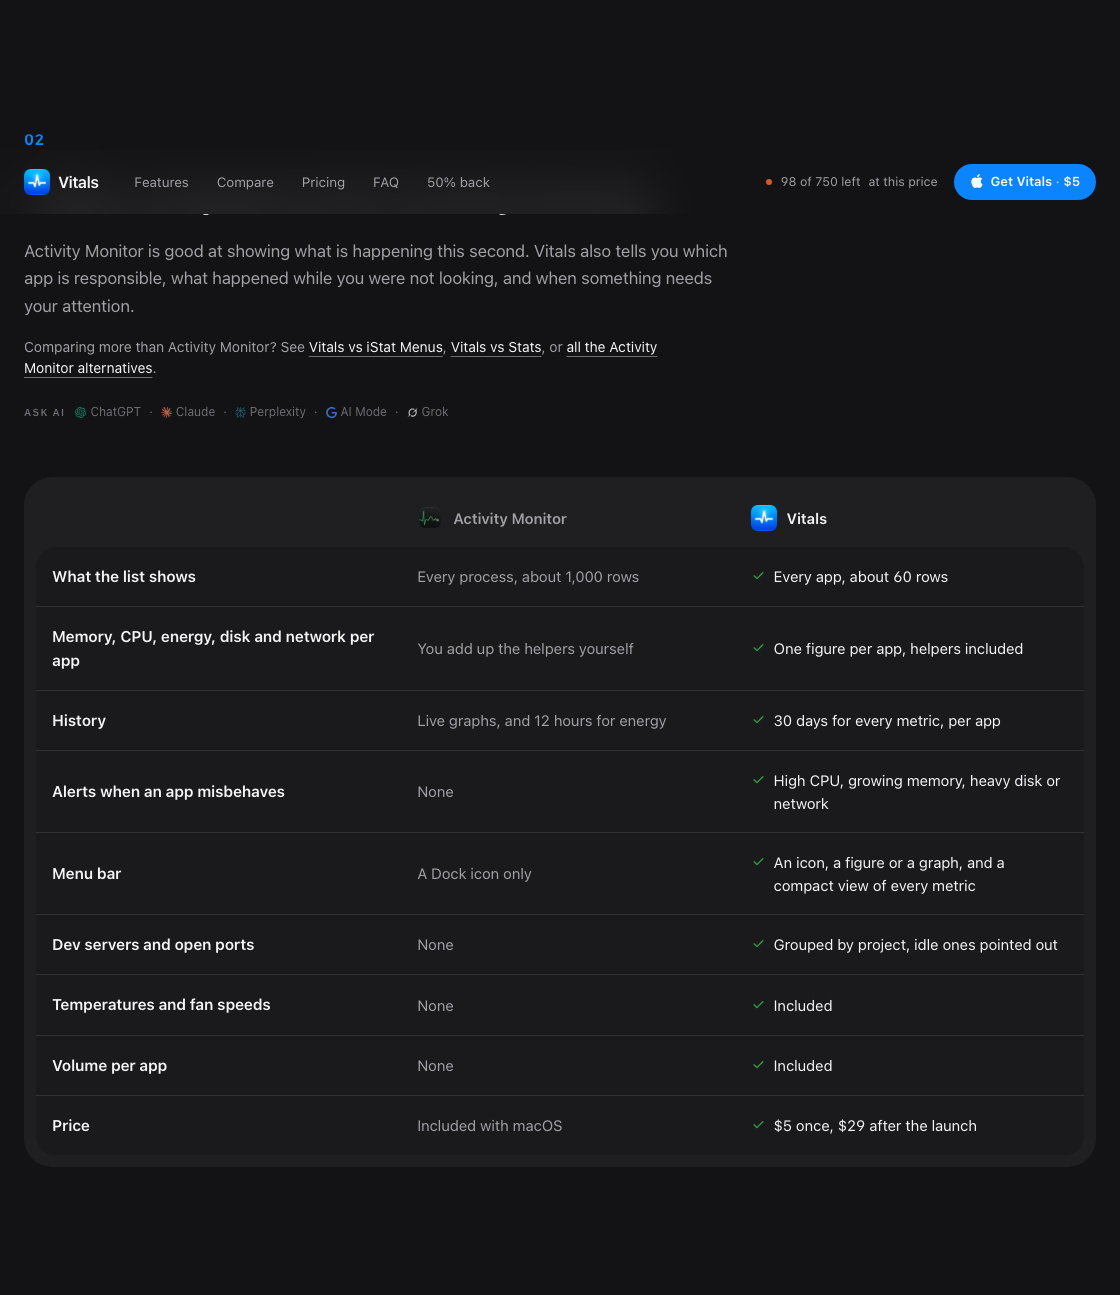 02
Vitals
Features
Compare
Pricing
FAQ
50% back
98 of 750 left at this price
Get Vitals · $5
Activity Monitor is good at showing what is happening this second. Vitals also tells you which
app is responsible, what happened while you were not looking, and when something needs
your attention.
Comparing more than Activity Monitor? See Vitals vs iStat Menus, Vitals vs Stats, or all the Activity
Monitor alternatives.
ASK AI ChatGPT · Claude · Perplexity · AI Mode · Grok
Activity Monitor
Vitals
What the list shows
Every process, about 1,000 rows
Every app, about 60 rows
Memory, CPU, energy, disk and network per
app
You add up the helpers yourself
One figure per app, helpers included
History
Live graphs, and 12 hours for energy
30 days for every metric, per app
Alerts when an app misbehaves
None
High CPU, growing memory, heavy disk or
network
Menu bar
A Dock icon only
An icon, a figure or a graph, and a
compact view of every metric
Dev servers and open ports
None
Grouped by project, idle ones pointed out
Temperatures and fan speeds
None
Included
Volume per app
None
Included
Price
Included with macOS
$5 once, $29 after the launch